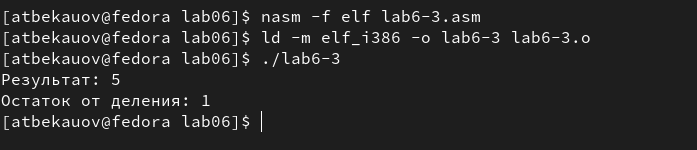 [atbekauov@fedora lab06]$ nasm -f elf lab6-3.asm
[atbekauov@fedora lab06]$ ld -m elf_i386 -o lab6-3 lab6-3.o
[atbekauov@fedora lab06]$ ./lab6-3
Результат: 5
Остаток от деления: 1
[atbekauov@fedora lab06]$